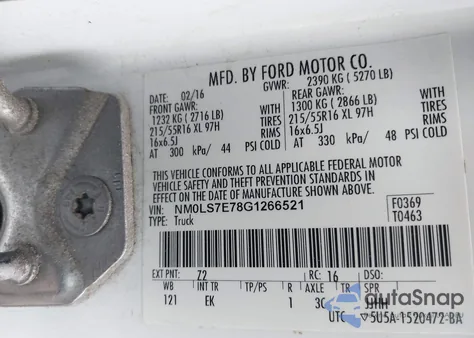 MFD. BY FORD MOTOR CO.
DATE: 02/16 GVWR: 2390 KG ( 5270 LB)
FRONT GAWR: REAR GAWR:
1232 KG ( 2716 LB) WITH 1300 KG ( 2866 LB) WITH
215/55R16 XL 97H TIRES 215/55R16 XL 97H TIRES
16x6.5J RIMS 16x6.5J RIMS
AT 300 kPa/ 44 PSI COLD AT 330 kPa/ 48 PSI COLD
THIS VEHICLE CONFORMS TO ALL APPLICABLE FEDERAL MOTOR
VEHICLE SAFETY AND THEFT PREVENTION STANDARDS IN
EFFECT ON THE DATE OF MANUFACTURE SHOWN ABOVE.
VIN: NM0LS7E78G1266521 F0369
TYPE: Truck T0463
EXT PNT: Z2 RC: 16 DSO:
WB INT TR TP/PS R AXLE TR SPR
121 EK 1 3C
UTC ▽5U5A-1520472-BA
autoSnap